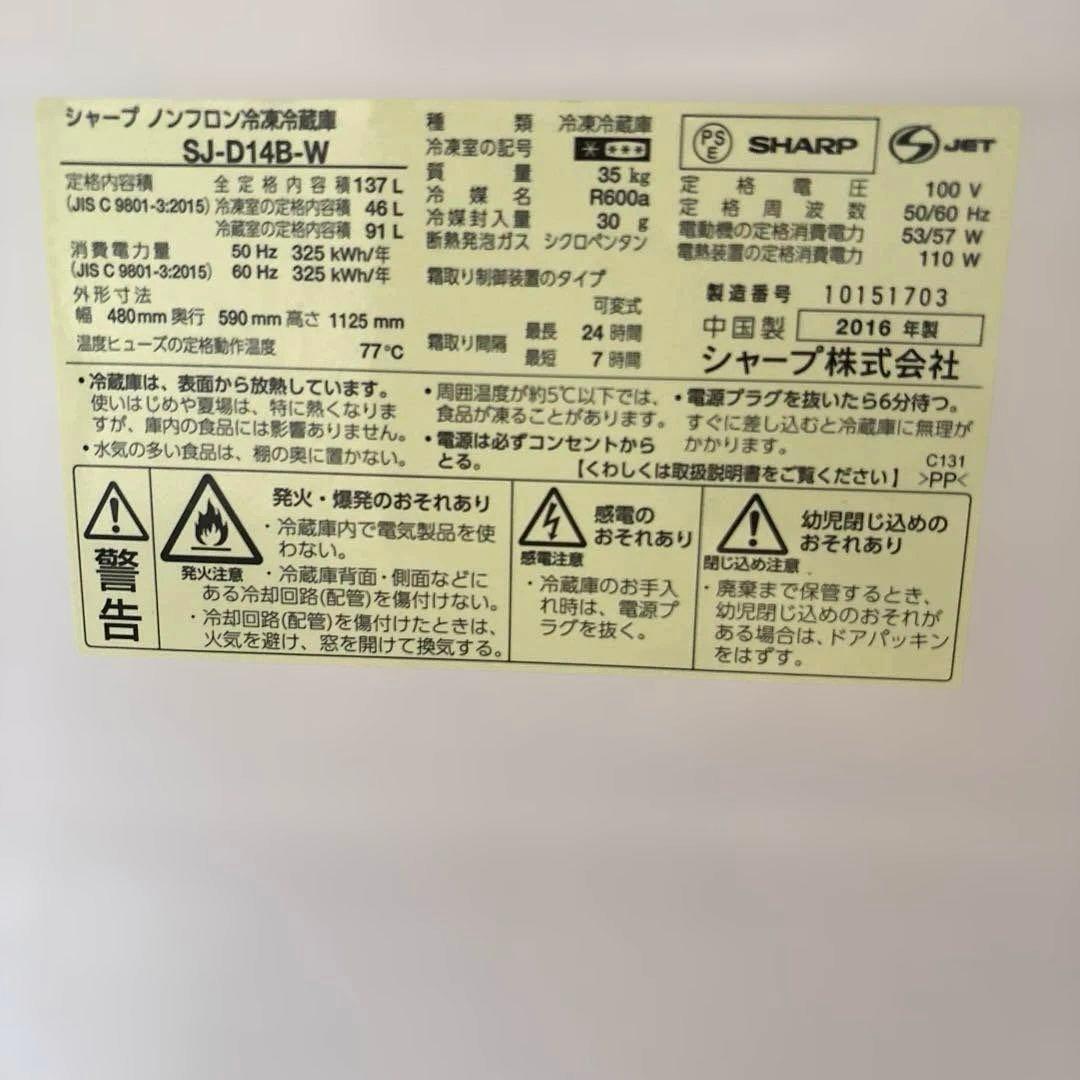 シャープ ノンフロン冷凍冷蔵庫
SJ-D14B-W
定格内容積 全定格内容積 137 L
(JIS C 9801-3:2015) 冷凍室の定格内容積 46 L
冷蔵室の定格内容積 91 L
消費電力量 50 Hz 325 kWh/年
(JIS C 9801-3:2015) 60 Hz 325 kWh/年
外形寸法
幅 480 mm 奥行 590 mm 高さ 1125 mm
温度ヒューズの定格動作温度 77℃
種類 冷凍冷蔵庫
冷凍室の記号
質量 35 kg
冷媒名 R600a
冷媒封入量 30 g
断熱発泡ガス シクロペンタン
霜取り制御装置のタイプ
可変式
霜取り間隔 最長 24 時間
最短 7 時間
PSE SHARP S JET
定格電圧 100 V
定格周波数 50/60 Hz
電動機の定格消費電力 53/57 W
電熱装置の定格消費電力 110 W
製造番号 10151703
中国製 2016 年製
シャープ株式会社
・冷蔵庫は、表面から放熱しています。
使いはじめや夏場は、特に熱くなりま
すが、庫内の食品には影響ありません。
・水気の多い食品は、棚の奥に置かない。
・周囲温度が約5℃以下では、
食品が凍ることがあります。
・電源は必ずコンセントから
とる。
・電源プラグを抜いたら6分待つ。
すぐに差し込むと冷蔵庫に無理が
かかります。
【くわしくは取扱説明書をご覧ください】
C131
>PP<
警告
発火・爆発のおそれあり
発火注意
・冷蔵庫内で電気製品を使
わない。
・冷蔵庫背面・側面などに
ある冷却回路(配管)を傷付けない。
・冷却回路(配管)を傷付けたときは、
火気を避け、窓を開けて換気する。
感電の
おそれあり
感電注意
・冷蔵庫のお手入
れ時は、電源プ
ラグを抜く。
幼児閉じ込めの
おそれあり
閉じ込め注意
・廃棄まで保管するとき、
幼児閉じ込めのおそれが
ある場合は、ドアパッキン
をはずす。